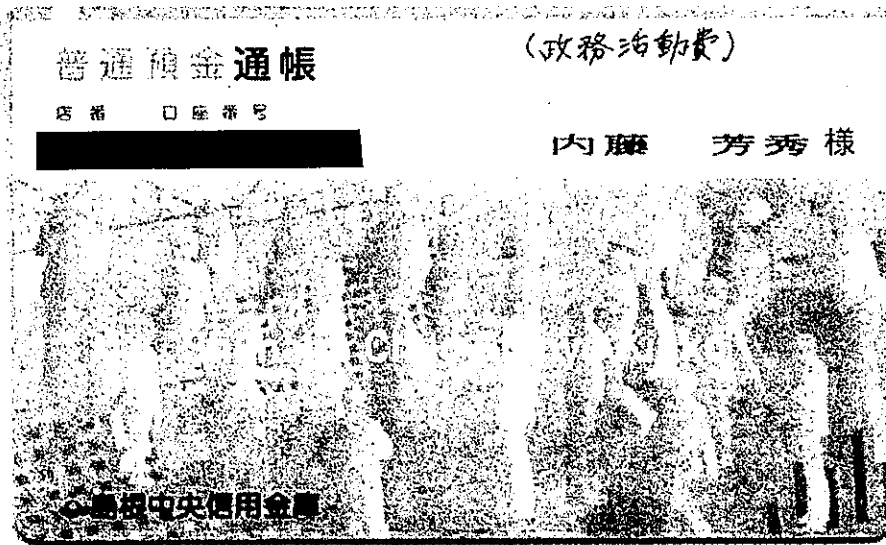 (政務活動費)
普通預金通帳
店番 口座番号
内藤 芳秀 様
島根中央信用金庫